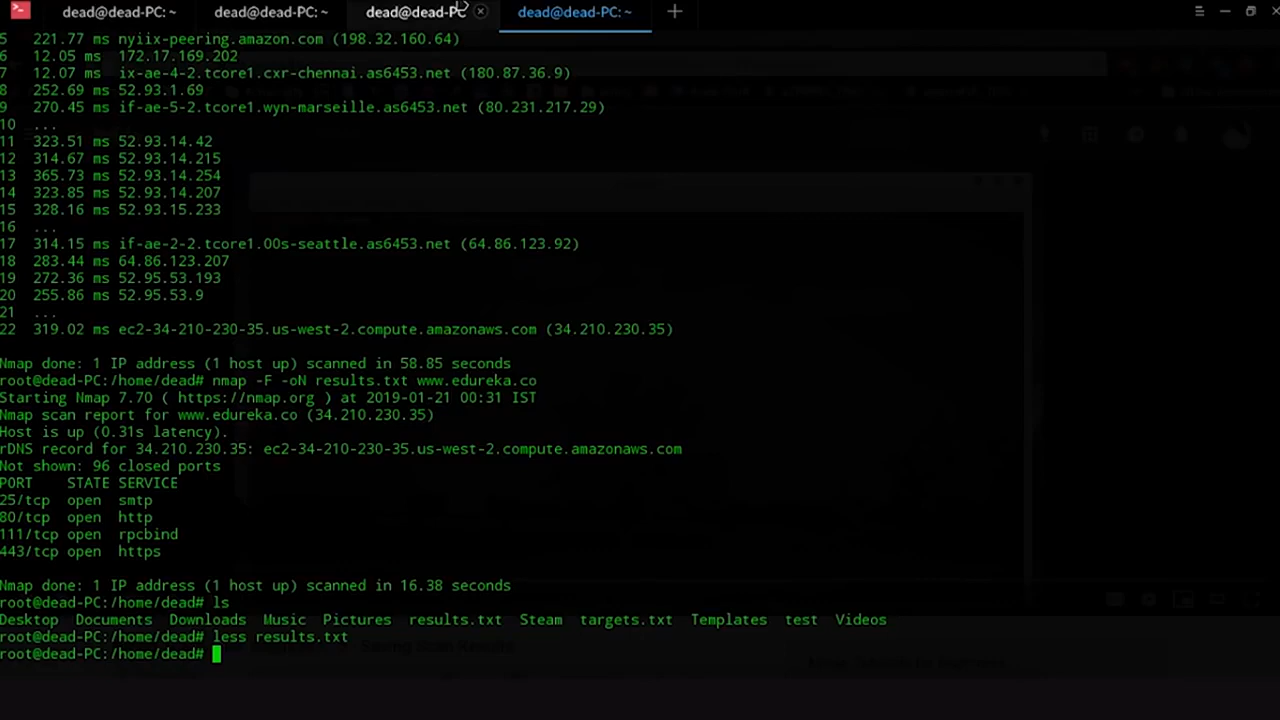 dead@dead-PC: ~ dead@dead-PC: ~ dead@dead-PC dead@dead-PC: ~
5 221.77 ms nyiix-peering.amazon.com (198.32.160.64)
6 12.05 ms 172.17.169.202
7 12.07 ms ix-ae-4-2.tcore1.cxr-chennai.as6453.net (180.87.36.9)
8 252.69 ms 52.93.1.69
9 270.45 ms if-ae-5-2.tcore1.wyn-marseille.as6453.net (80.231.217.29)
10 ...
11 323.51 ms 52.93.14.42
12 314.67 ms 52.93.14.215
13 365.73 ms 52.93.14.254
14 323.85 ms 52.93.14.207
15 328.16 ms 52.93.15.233
16 ...
17 314.15 ms if-ae-2-2.tcore1.00s-seattle.as6453.net (64.86.123.92)
18 283.44 ms 64.86.123.207
19 272.36 ms 52.95.53.193
20 255.86 ms 52.95.53.9
21 ...
22 319.02 ms ec2-34-210-230-35.us-west-2.compute.amazonaws.com (34.210.230.35)
Nmap done: 1 IP address (1 host up) scanned in 58.85 seconds
root@dead-PC:/home/dead# nmap -F -oN results.txt www.edureka.co
Starting Nmap 7.70 ( https://nmap.org ) at 2019-01-21 00:31 IST
Nmap scan report for www.edureka.co (34.210.230.35)
Host is up (0.31s latency).
rDNS record for 34.210.230.35: ec2-34-210-230-35.us-west-2.compute.amazonaws.com
Not shown: 96 closed ports
PORT STATE SERVICE
25/tcp open smtp
80/tcp open http
111/tcp open rpcbind
443/tcp open https
Nmap done: 1 IP address (1 host up) scanned in 16.38 seconds
root@dead-PC:/home/dead# ls
Desktop Documents Downloads Music Pictures results.txt Steam targets.txt Templates test Videos
root@dead-PC:/home/dead# less results.txt
root@dead-PC:/home/dead#